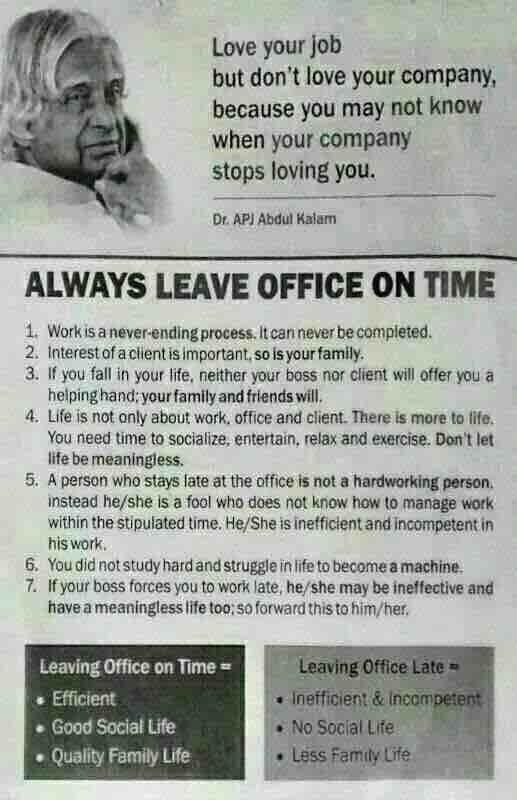 Love your job
but don't love your company,
because you may not know
when your company
stops loving you.
Dr. APJ Abdul Kalam
ALWAYS LEAVE OFFICE ON TIME
1. Work is a never-ending process. It can never be completed.
2. Interest of a client is important, so is your family.
3. If you fall in your life, neither your boss nor client will offer you a
helping hand; your family and friends will.
4. Life is not only about work, office and client. There is more to life.
You need time to socialize, entertain, relax and exercise. Don't let
life be meaningless.
5. A person who stays late at the office is not a hardworking person.
instead he/she is a fool who does not know how to manage work
within the stipulated time. He/She is inefficient and incompetent in
his work.
6. You did not study hard and struggle in life to become a machine.
7. If your boss forces you to work late, he/she may be ineffective and
have a meaningless life too; so forward this to him/her.
Leaving Office on Time =
• Efficient
• Good Social Life
• Quality Family Life
Leaving Office Late =
• Inefficient & Incompetent
• No Social Life
• Less Family Life